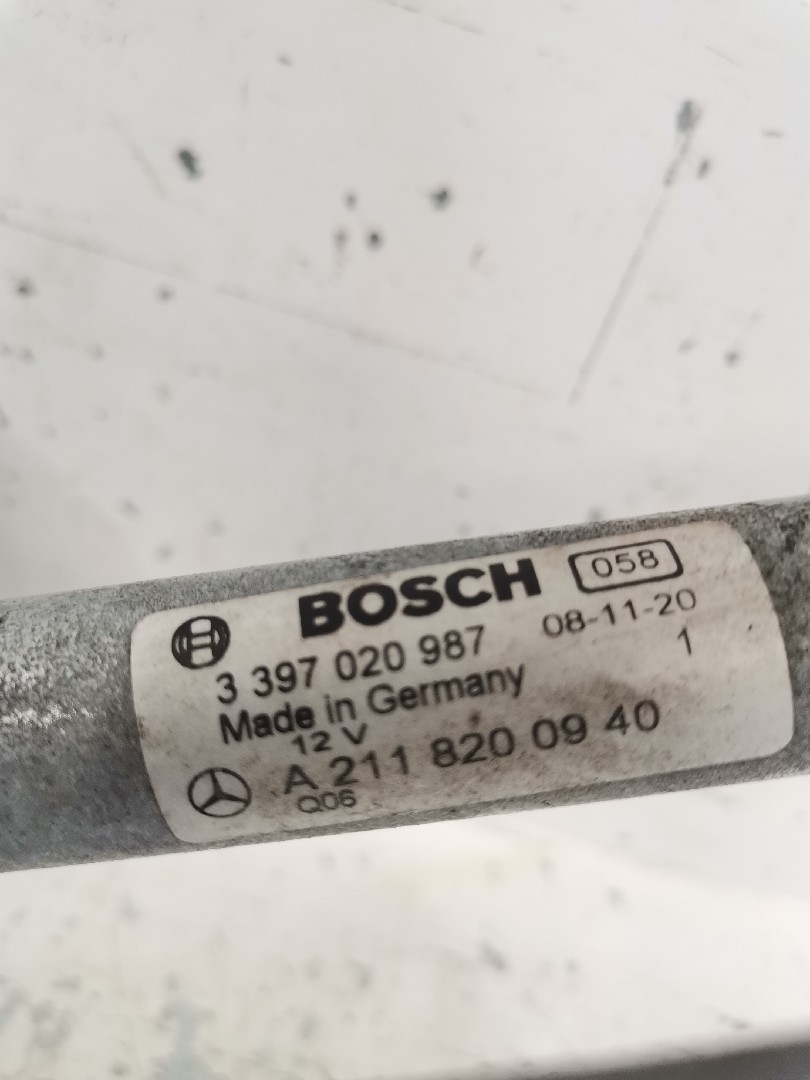 BOSCH 058
3 397 020 987 08-11-20
Made in Germany 1
12 V
A 211 820 09 40
Q06